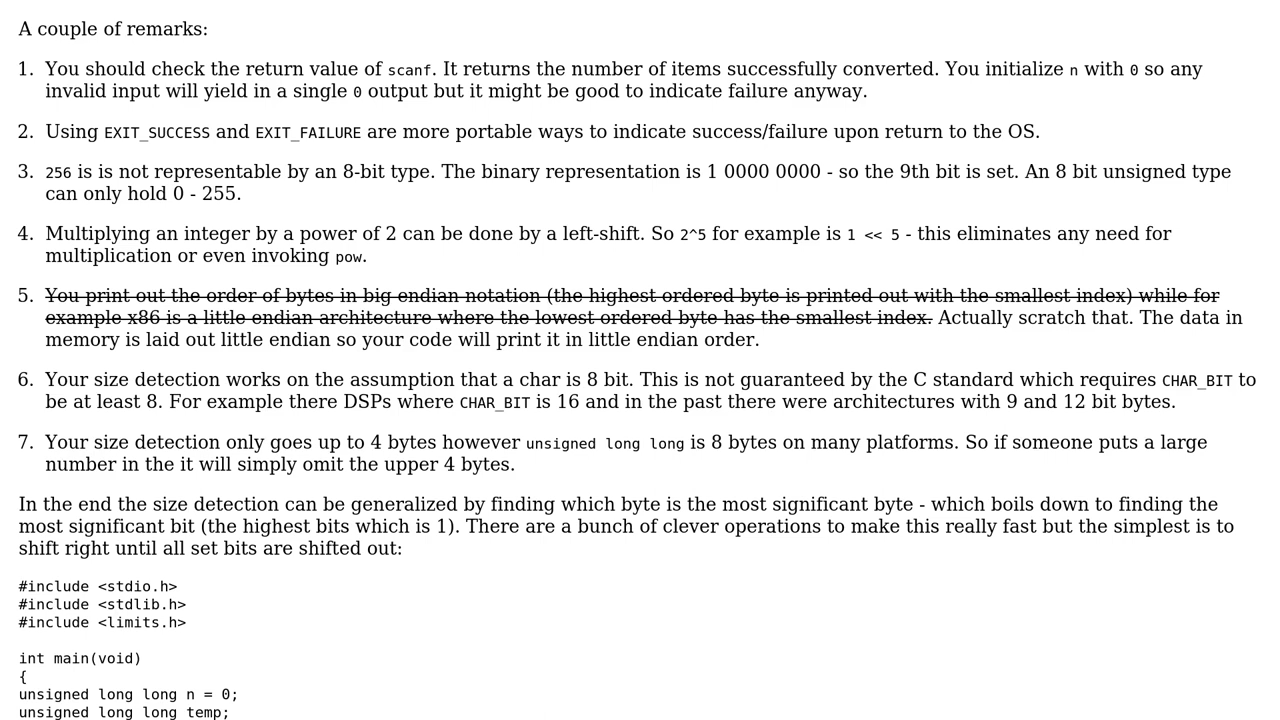 A couple of remarks:
1. You should check the return value of scanf. It returns the number of items successfully converted. You initialize n with 0 so any
invalid input will yield in a single 0 output but it might be good to indicate failure anyway.
2. Using EXIT_SUCCESS and EXIT_FAILURE are more portable ways to indicate success/failure upon return to the OS.
3. 256 is is not representable by an 8-bit type. The binary representation is 1 0000 0000 - so the 9th bit is set. An 8 bit unsigned type
can only hold 0 - 255.
4. Multiplying an integer by a power of 2 can be done by a left-shift. So 2^5 for example is 1 << 5 - this eliminates any need for
multiplication or even invoking pow.
5. You print out the order of bytes in big endian notation (the highest ordered byte is printed out with the smallest index) while for
example x86 is a little endian architecture where the lowest ordered byte has the smallest index. Actually scratch that. The data in
memory is laid out little endian so your code will print it in little endian order.
6. Your size detection works on the assumption that a char is 8 bit. This is not guaranteed by the C standard which requires CHAR_BIT to
be at least 8. For example there DSPs where CHAR_BIT is 16 and in the past there were architectures with 9 and 12 bit bytes.
7. Your size detection only goes up to 4 bytes however unsigned long long is 8 bytes on many platforms. So if someone puts a large
number in the it will simply omit the upper 4 bytes.
In the end the size detection can be generalized by finding which byte is the most significant byte - which boils down to finding the
most significant bit (the highest bits which is 1). There are a bunch of clever operations to make this really fast but the simplest is to
shift right until all set bits are shifted out:
#include <stdio.h>
#include <stdlib.h>
#include <limits.h>
int main(void)
{
unsigned long long n = 0;
unsigned long long temp;